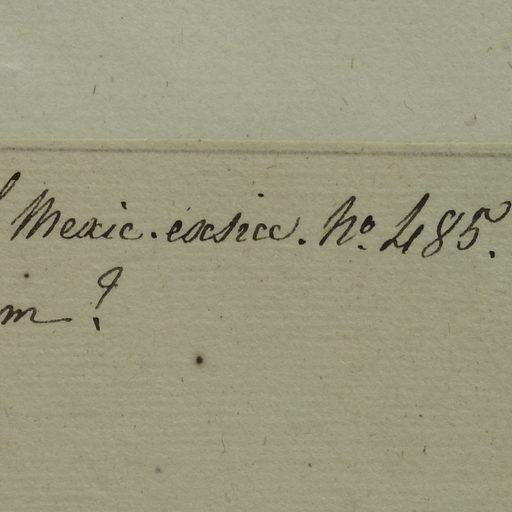 Mexic. exsicc. No. 485.
m ?